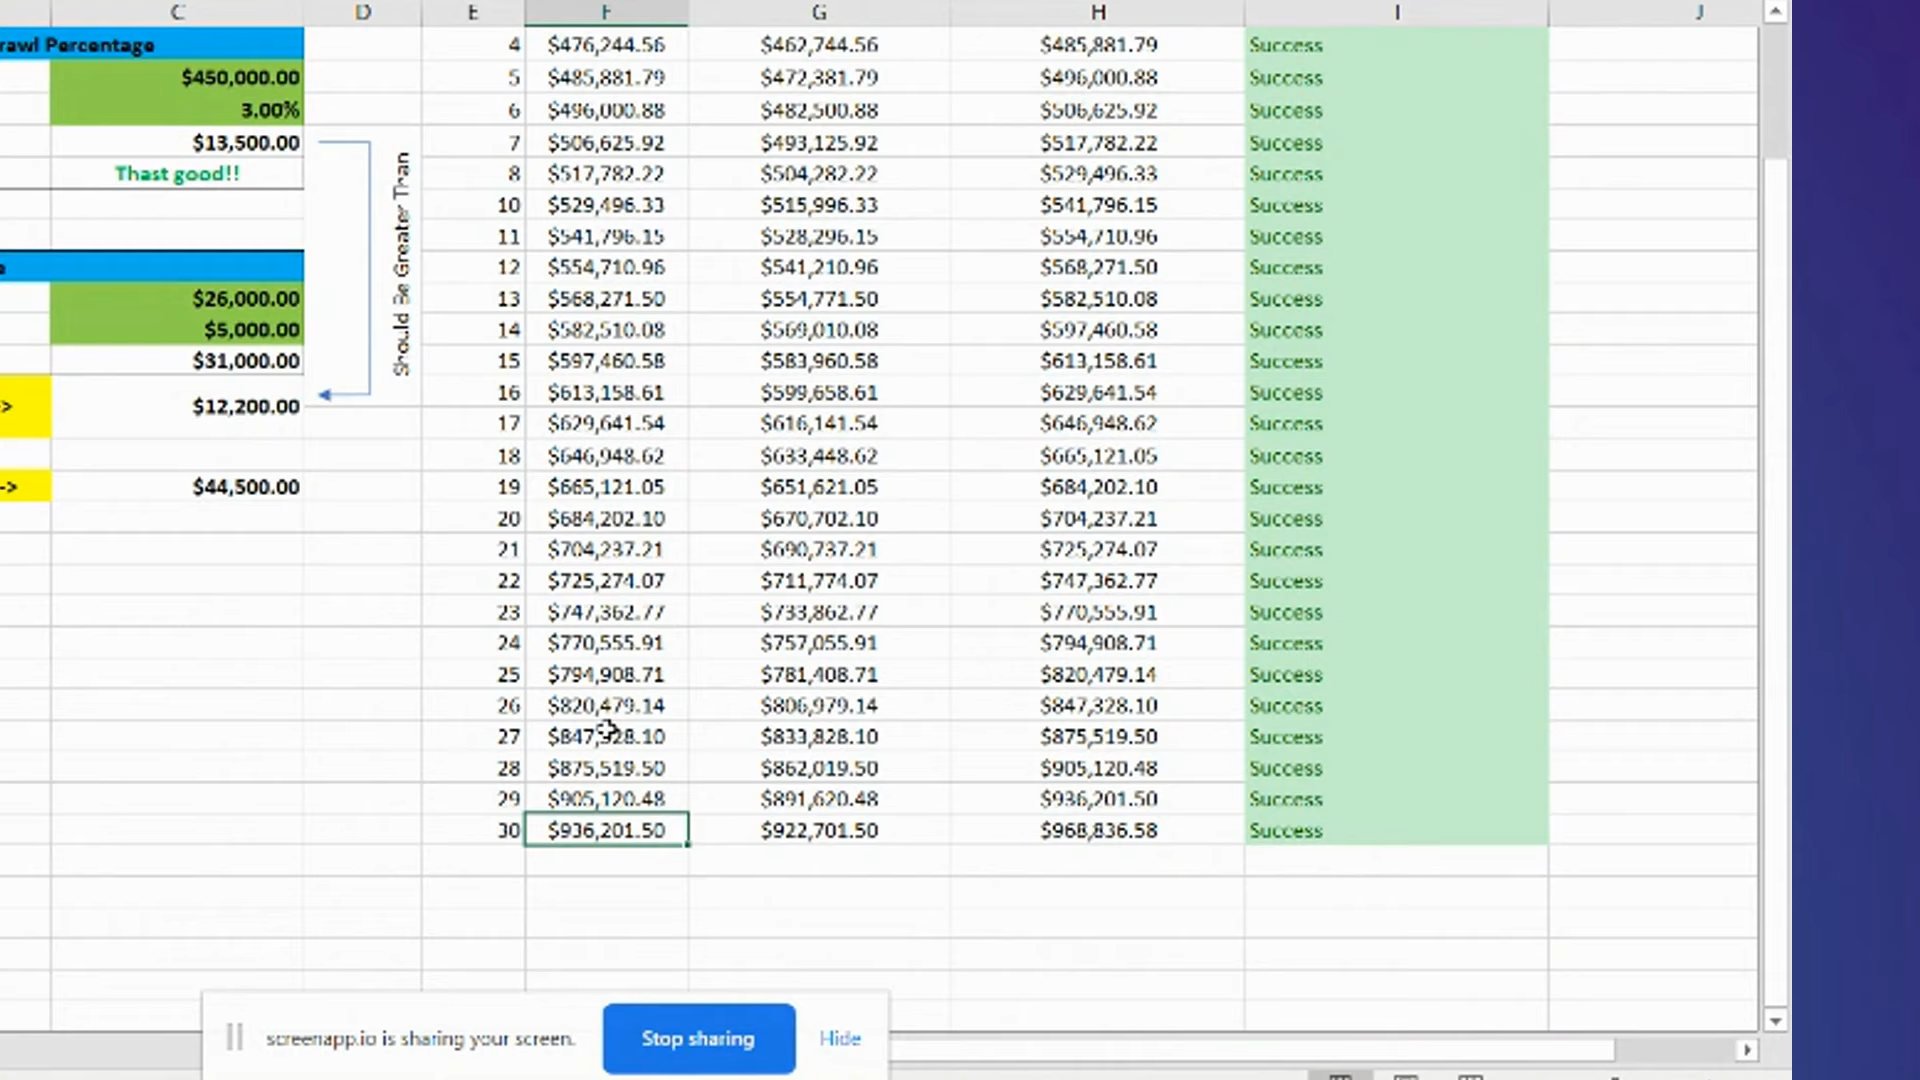 C D E F G H I J
rawl Percentage 4 $476,244.56 $462,744.56 $485,881.79 Success
$450,000.00 5 $485,881.79 $472,381.79 $496,000.88 Success
3.00% 6 $496,000.88 $482,500.88 $506,625.92 Success
$13,500.00 7 $506,625.92 $493,125.92 $517,782.22 Success
Thast good!! 8 $517,782.22 $504,282.22 $529,496.33 Success
10 $529,496.33 $515,996.33 $541,796.15 Success
11 $541,796.15 $528,296.15 $554,710.96 Success
Should Be Greater Than
12 $554,710.96 $541,210.96 $568,271.50 Success
$26,000.00 13 $568,271.50 $554,771.50 $582,510.08 Success
$5,000.00 14 $582,510.08 $569,010.08 $597,460.58 Success
$31,000.00 15 $597,460.58 $583,960.58 $613,158.61 Success
16 $613,158.61 $599,658.61 $629,641.54 Success
> $12,200.00
17 $629,641.54 $616,141.54 $646,948.62 Success
18 $646,948.62 $633,448.62 $665,121.05 Success
-> $44,500.00 19 $665,121.05 $651,621.05 $684,202.10 Success
20 $684,202.10 $670,702.10 $704,237.21 Success
21 $704,237.21 $690,737.21 $725,274.07 Success
22 $725,274.07 $711,774.07 $747,362.77 Success
23 $747,362.77 $733,862.77 $770,555.91 Success
24 $770,555.91 $757,055.91 $794,908.71 Success
25 $794,908.71 $781,408.71 $820,479.14 Success
26 $820,479.14 $806,979.14 $847,328.10 Success
27 $847,328.10 $833,828.10 $875,519.50 Success
28 $875,519.50 $862,019.50 $905,120.48 Success
29 $905,120.48 $891,620.48 $936,201.50 Success
30 $936,201.50 $922,701.50 $968,836.58 Success
screenapp.io is sharing your screen. Stop sharing Hide